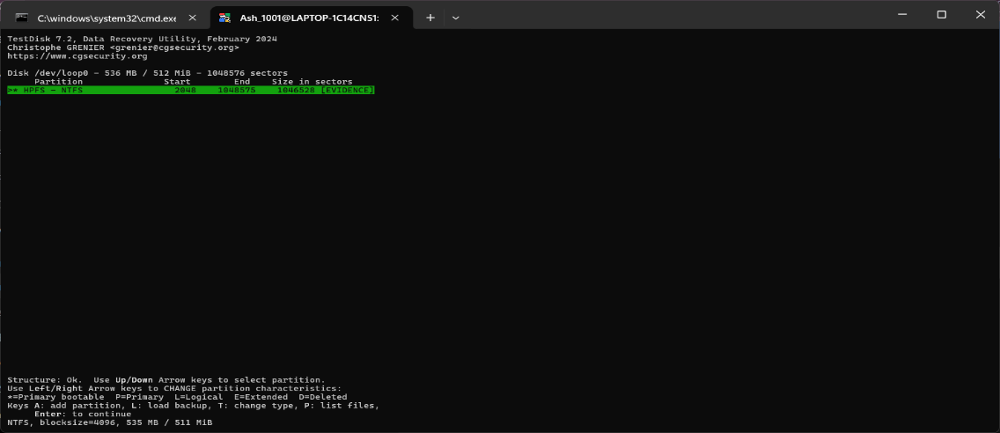 C:\windows\system32\cmd.exe
Ash_1001@LAPTOP-1C14CNS1:
TestDisk 7.2, Data Recovery Utility, February 2024
Christophe GRENIER <grenier@cgsecurity.org>
https://www.cgsecurity.org
Disk /dev/loop0 - 536 MB / 512 MiB - 1048576 sectors
Partition Start End Size in sectors
>* HPFS - NTFS 2048 1048575 1046528 [EVIDENCE]
Structure: Ok. Use Up/Down Arrow keys to select partition.
Use Left/Right Arrow keys to CHANGE partition characteristics:
*=Primary bootable P=Primary L=Logical E=Extended D=Deleted
Keys A: add partition, L: load backup, T: change type, P: list files,
Enter: to continue
NTFS, blocksize=4096, 535 MB / 511 MiB